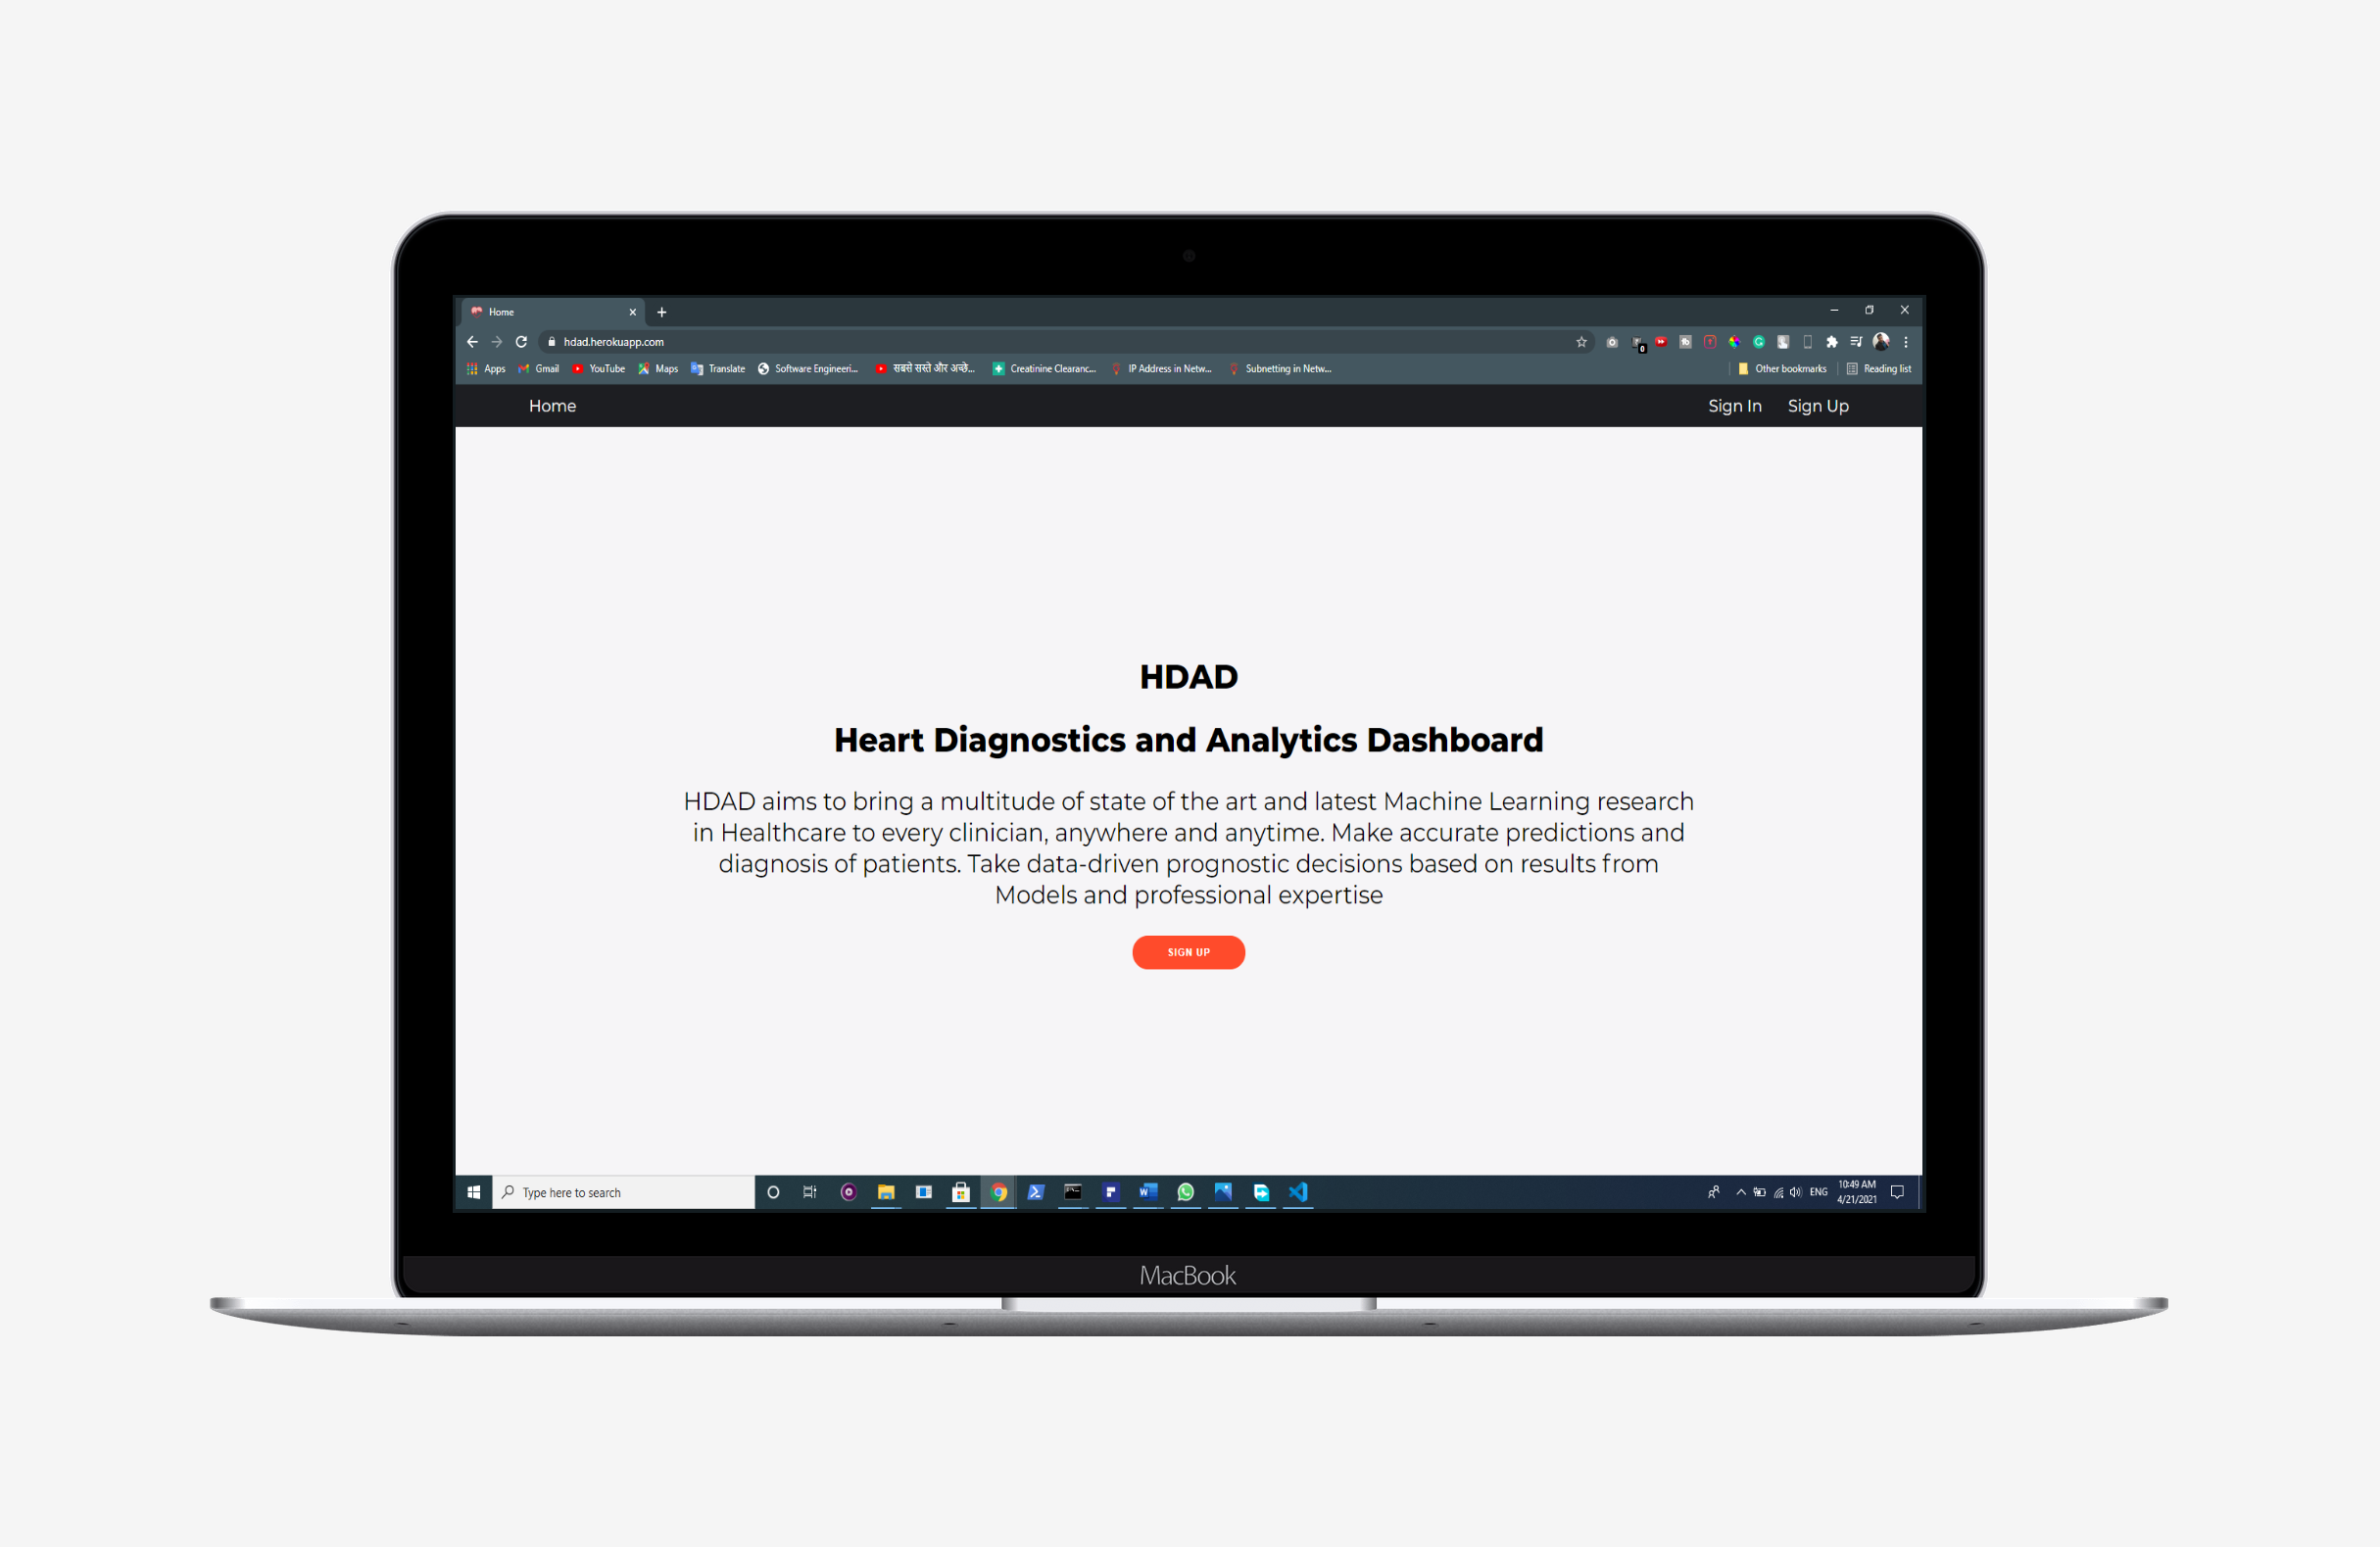 Home
hdad.herokuapp.com
0
Apps Gmail YouTube Maps Translate Software Engineeri... सबसे सस्ते और अच्छे... Creatinine Clearanc... IP Address in Netw... Subnetting in Netw... Other bookmarks Reading list
Home Sign In Sign Up
HDAD
Heart Diagnostics and Analytics Dashboard
HDAD aims to bring a multitude of state of the art and latest Machine Learning research
in Healthcare to every clinician, anywhere and anytime. Make accurate predictions and
diagnosis of patients. Take data-driven prognostic decisions based on results from
Models and professional expertise
SIGN UP
Type here to search
ENG
10:49 AM
4/21/2021
MacBook